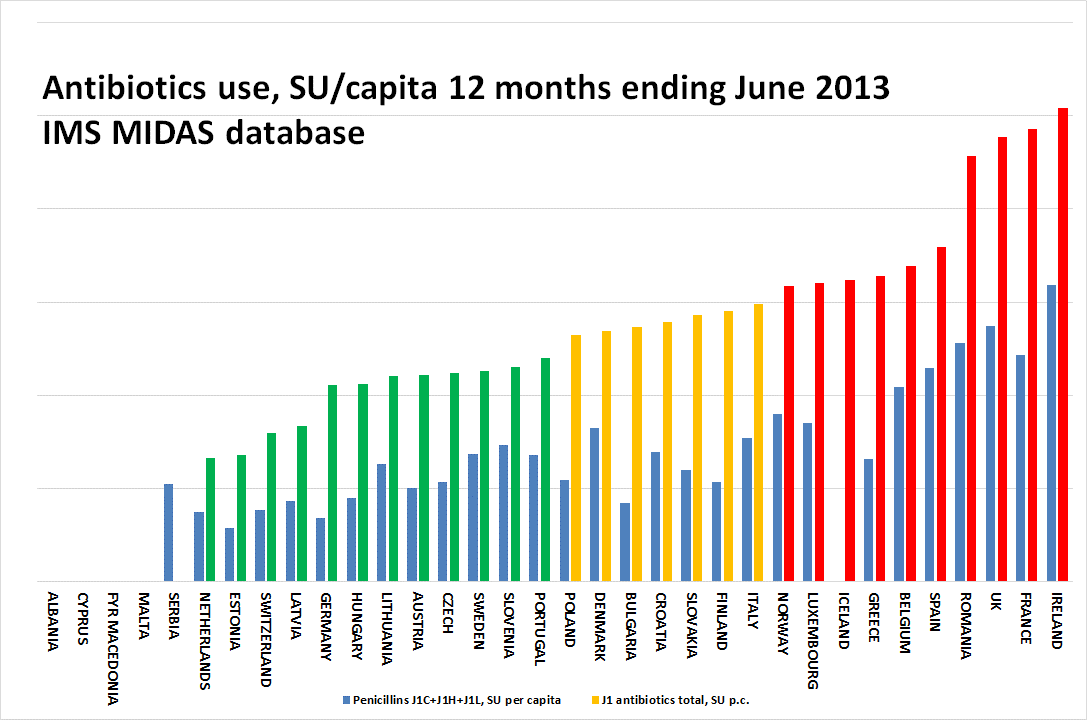 Antibiotics use, SU/capita 12 months ending June 2013
IMS MIDAS database
ALBANIA
CYPRUS
FYR MACEDONIA
MALTA
SERBIA
NETHERLANDS
ESTONIA
SWITZERLAND
LATVIA
GERMANY
HUNGARY
LITHUANIA
AUSTRIA
CZECH
SWEDEN
SLOVENIA
PORTUGAL
POLAND
DENMARK
BULGARIA
CROATIA
SLOVAKIA
FINLAND
ITALY
NORWAY
LUXEMBOURG
ICELAND
GREECE
BELGIUM
SPAIN
ROMANIA
UK
FRANCE
IRELAND
Penicillins J1C+J1H+J1L, SU per capita
J1 antibiotics total, SU p.c.